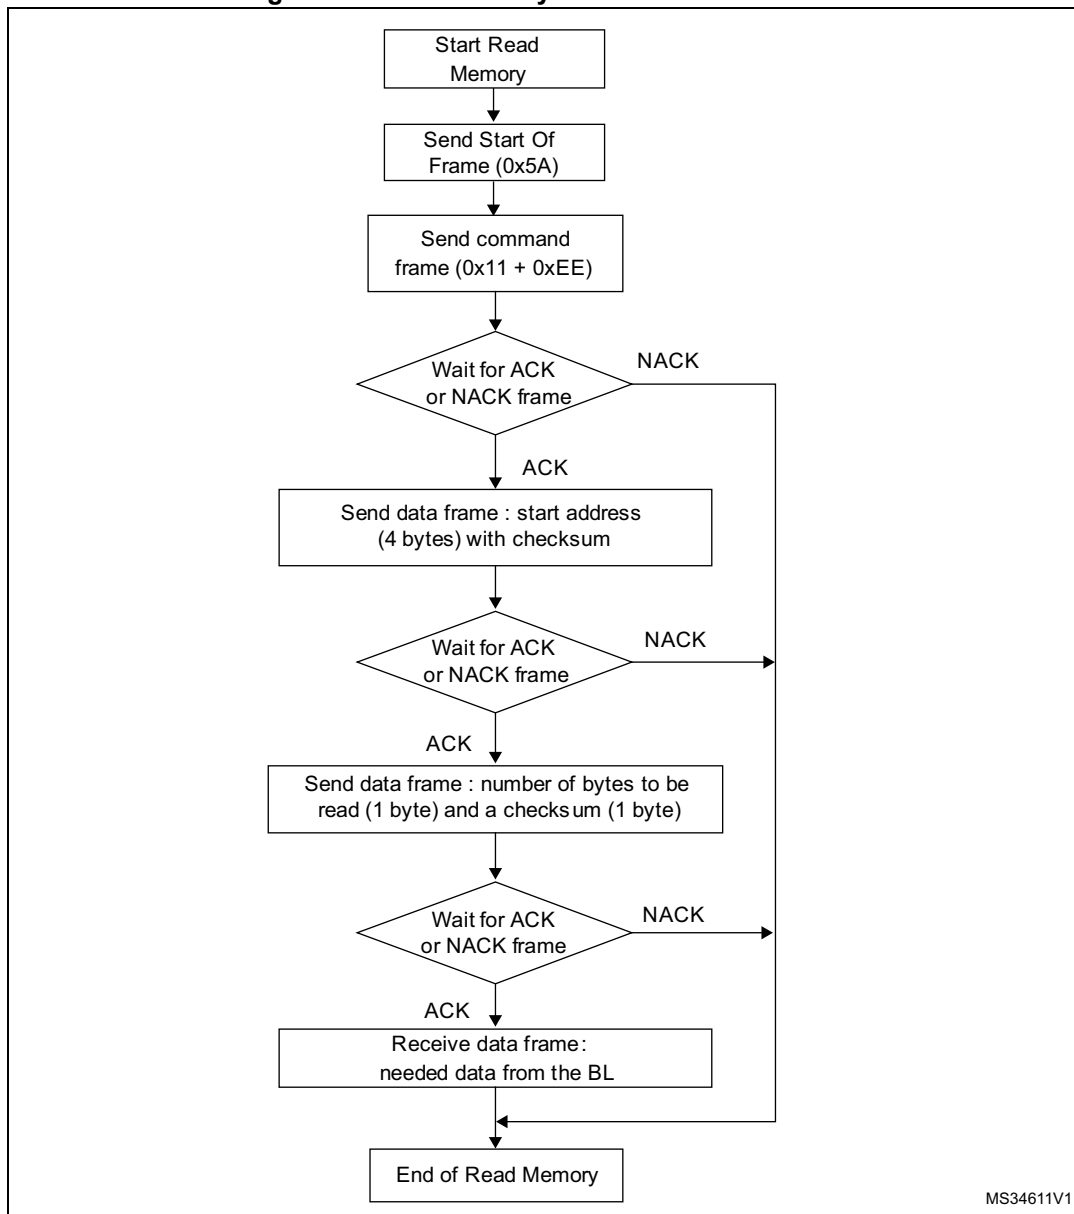 Start Read
Memory
Send Start Of
Frame (0x5A)
Send command
frame (0x11 + 0xEE)
Wait for ACK
or NACK frame
NACK
ACK
Send data frame : start address
(4 bytes) with checksum
Wait for ACK
or NACK frame
NACK
ACK
Send data frame : number of bytes to be
read (1 byte) and a checksum (1 byte)
Wait for ACK
or NACK frame
NACK
ACK
Receive data frame:
needed data from the BL
End of Read Memory
MS34611V1